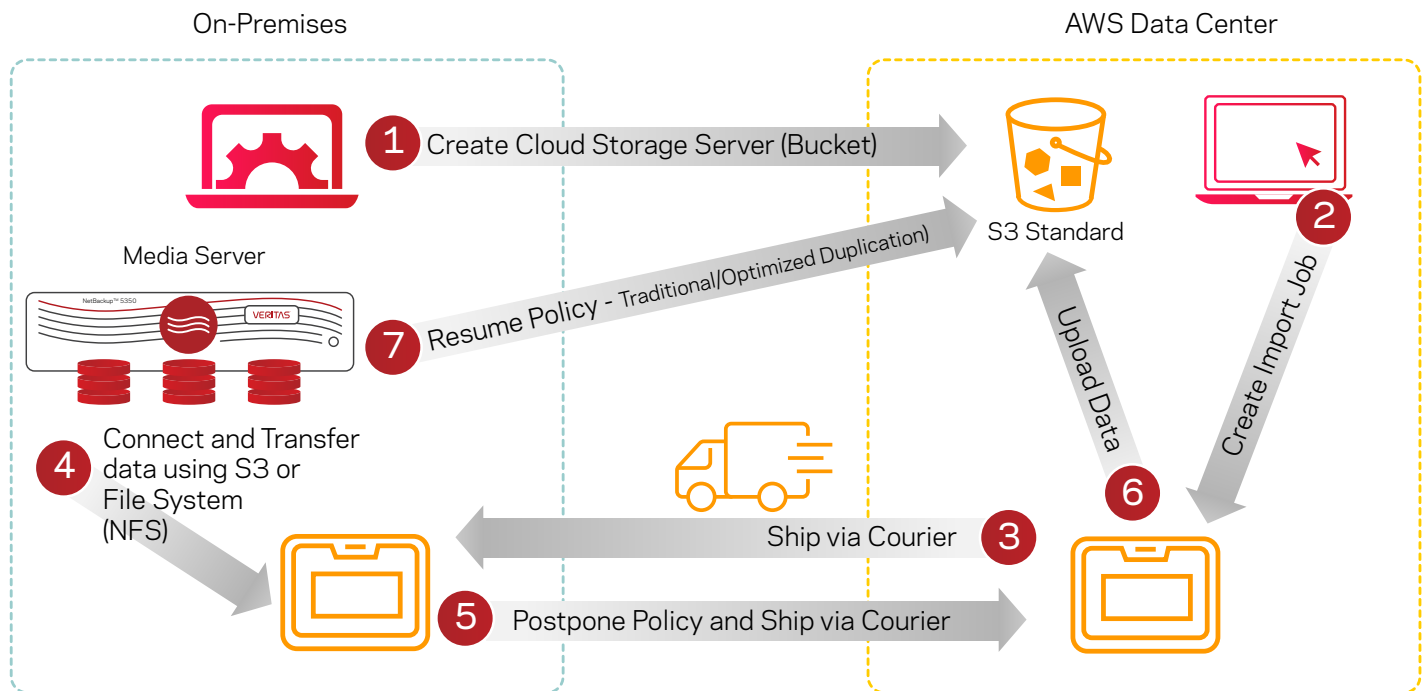 On-Premises
AWS Data Center
1
Create Cloud Storage Server (Bucket)
2
S3 Standard
Media Server
NetBackup™ 5350
VERITAS
7
Resume Policy - Traditional/Optimized Duplication)
Upload Data
Create Import Job
4
Connect and Transfer
data using S3 or
File System
(NFS)
6
Ship via Courier
3
5
Postpone Policy and Ship via Courier